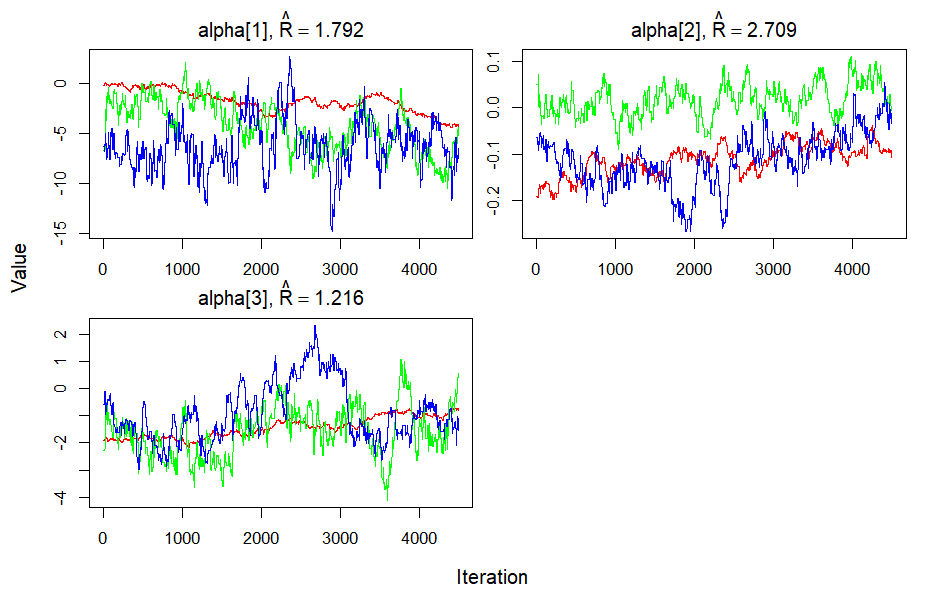 alpha[1], R̂ = 1.792
0
-5
-10
-15
0 1000 2000 3000 4000
alpha[2], R̂ = 2.709
0.1
0.0
-0.1
-0.2
0 1000 2000 3000 4000
alpha[3], R̂ = 1.216
2
1
0
-2
-4
0 1000 2000 3000 4000
Value
Iteration